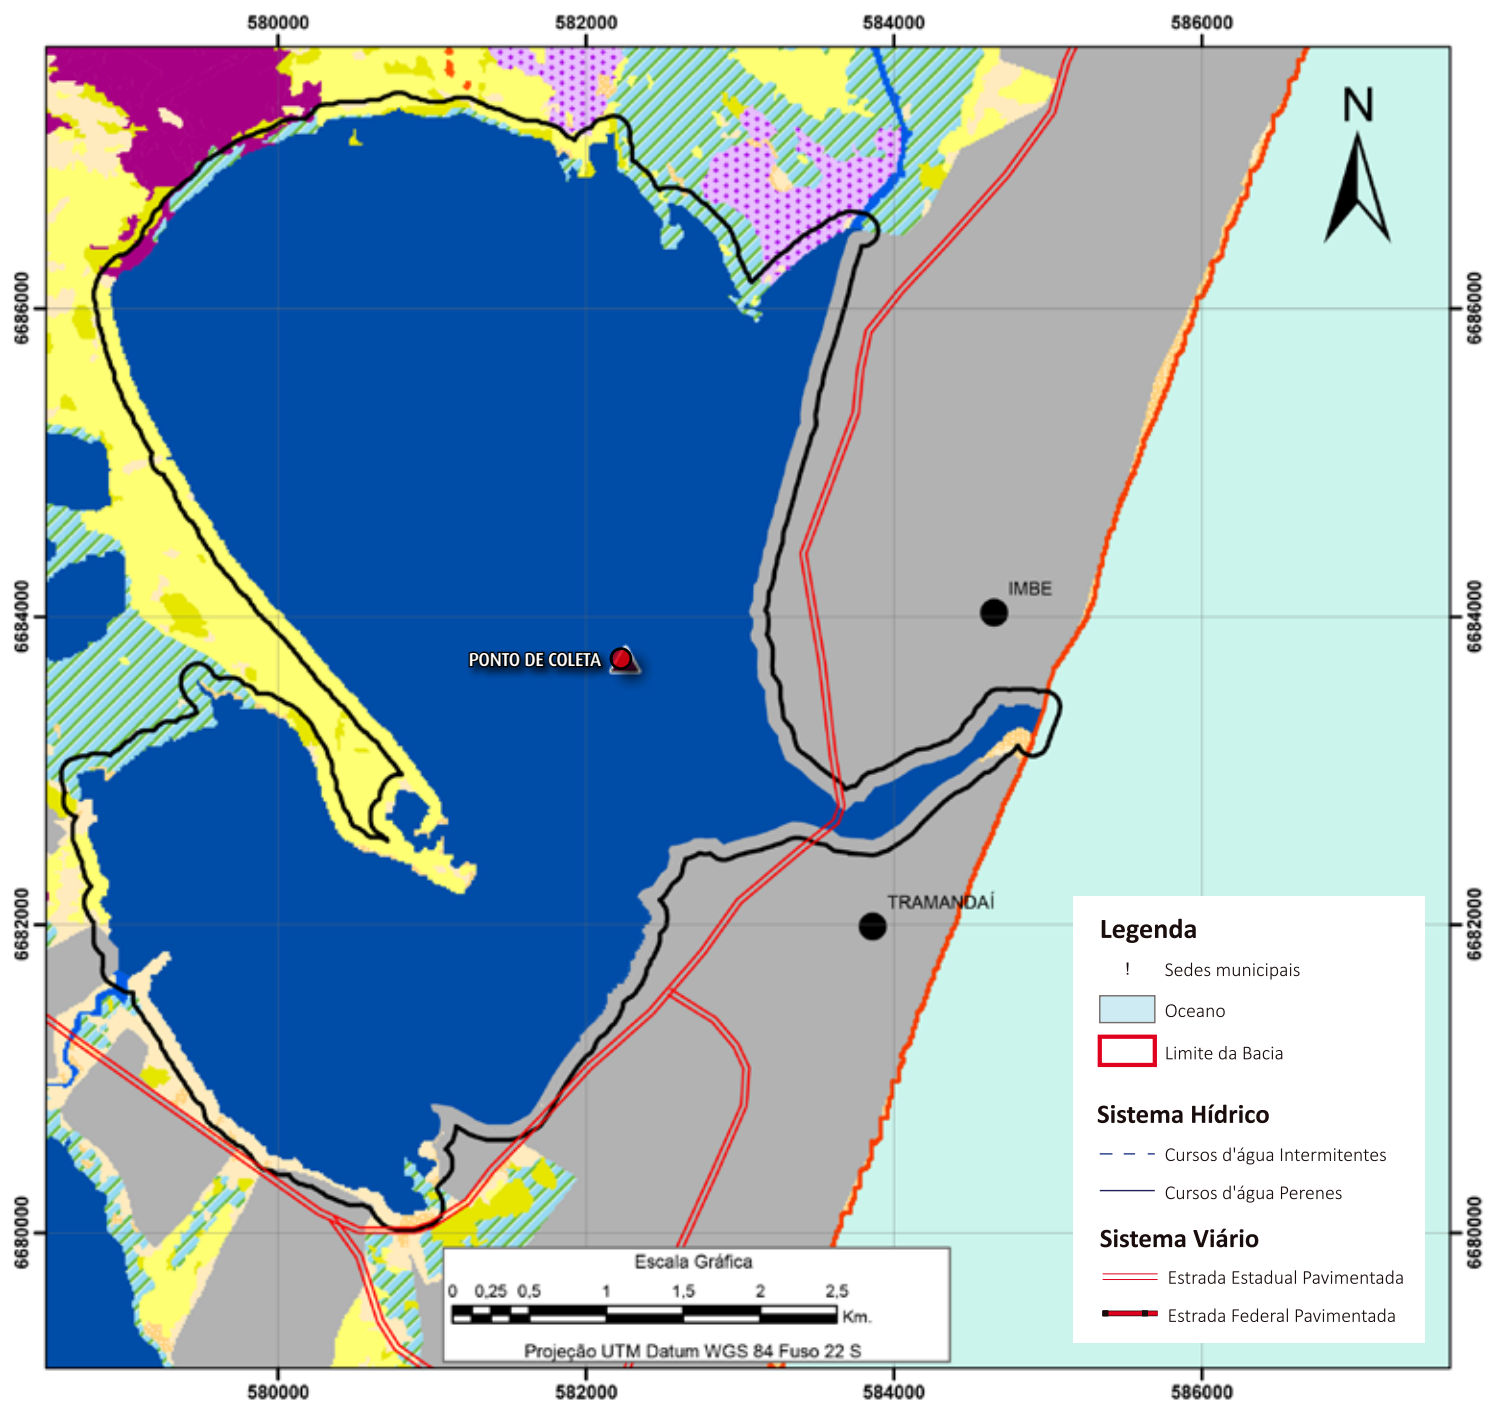 580000 582000 584000 586000
N
6686000 6686000
IMBE
6684000 6684000
PONTO DE COLETA
TRAMANDAÍ
6682000 6682000
Legenda
! Sedes municipais
Oceano
Limite da Bacia
Sistema Hídrico
Cursos d'água Intermitentes
Cursos d'água Perenes
Sistema Viário
Estrada Estadual Pavimentada
Estrada Federal Pavimentada
6680000 6680000
Escala Gráfica
0 0,25 0,5 1 1,5 2 2,5
Km.
Projeção UTM Datum WGS 84 Fuso 22 S
580000 582000 584000 586000